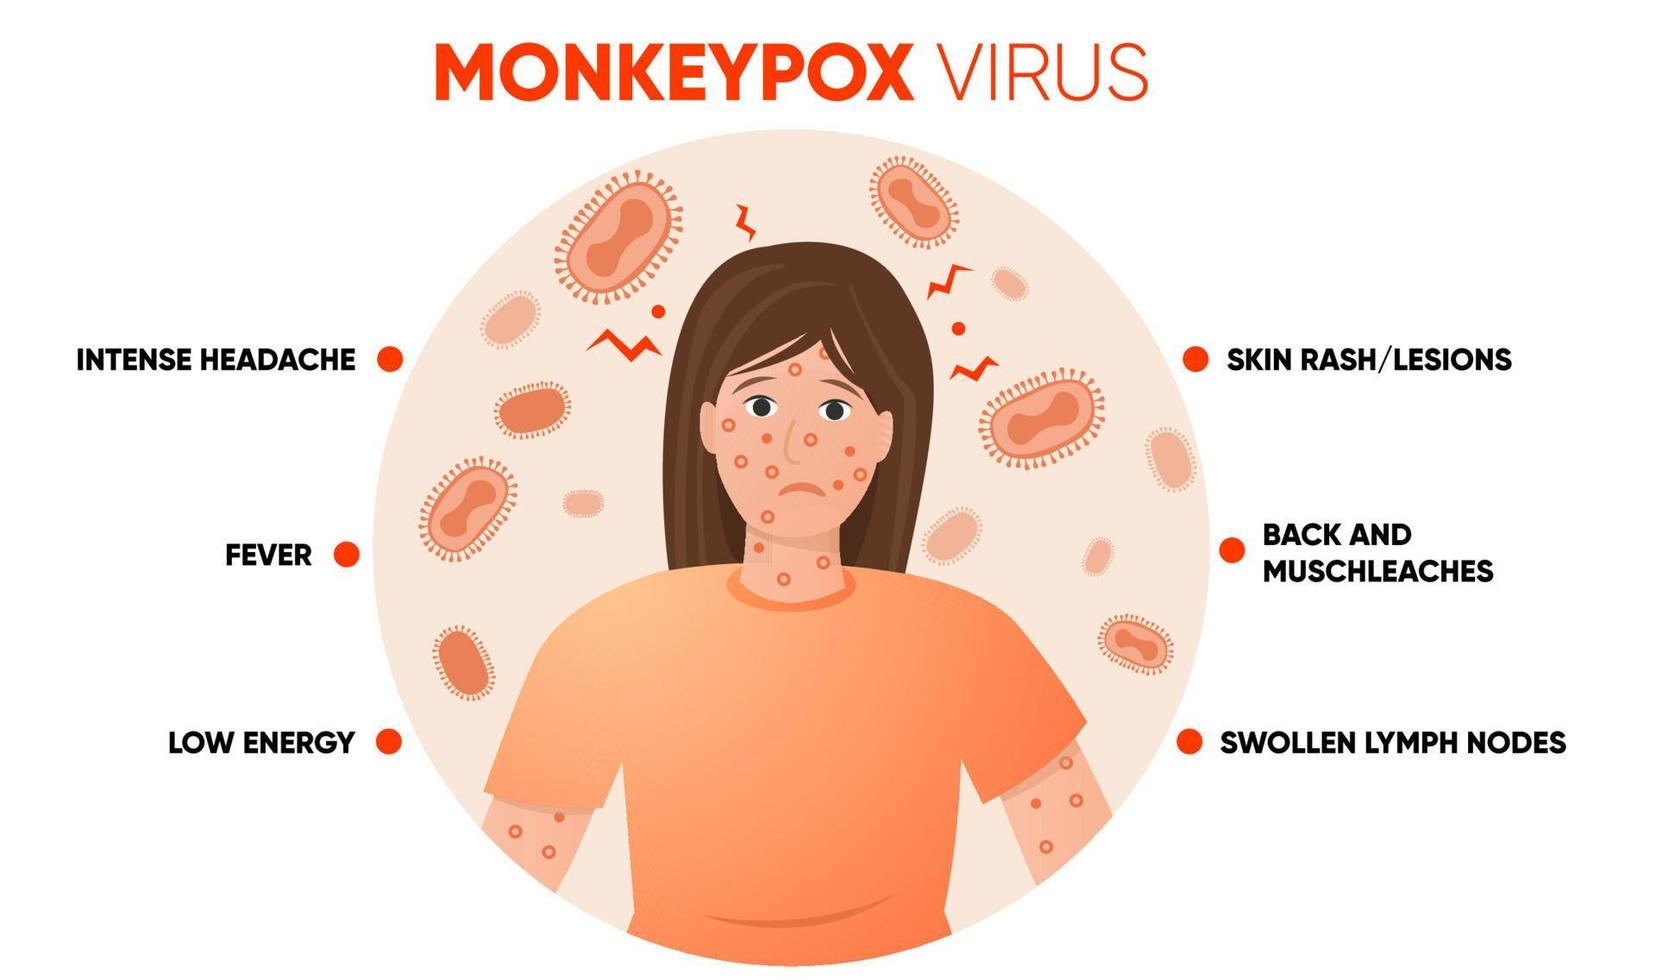 MONKEYPOX VIRUS
INTENSE HEADACHE
FEVER
LOW ENERGY
SKIN RASH/LESIONS
BACK AND
MUSCHLEACHES
SWOLLEN LYMPH NODES